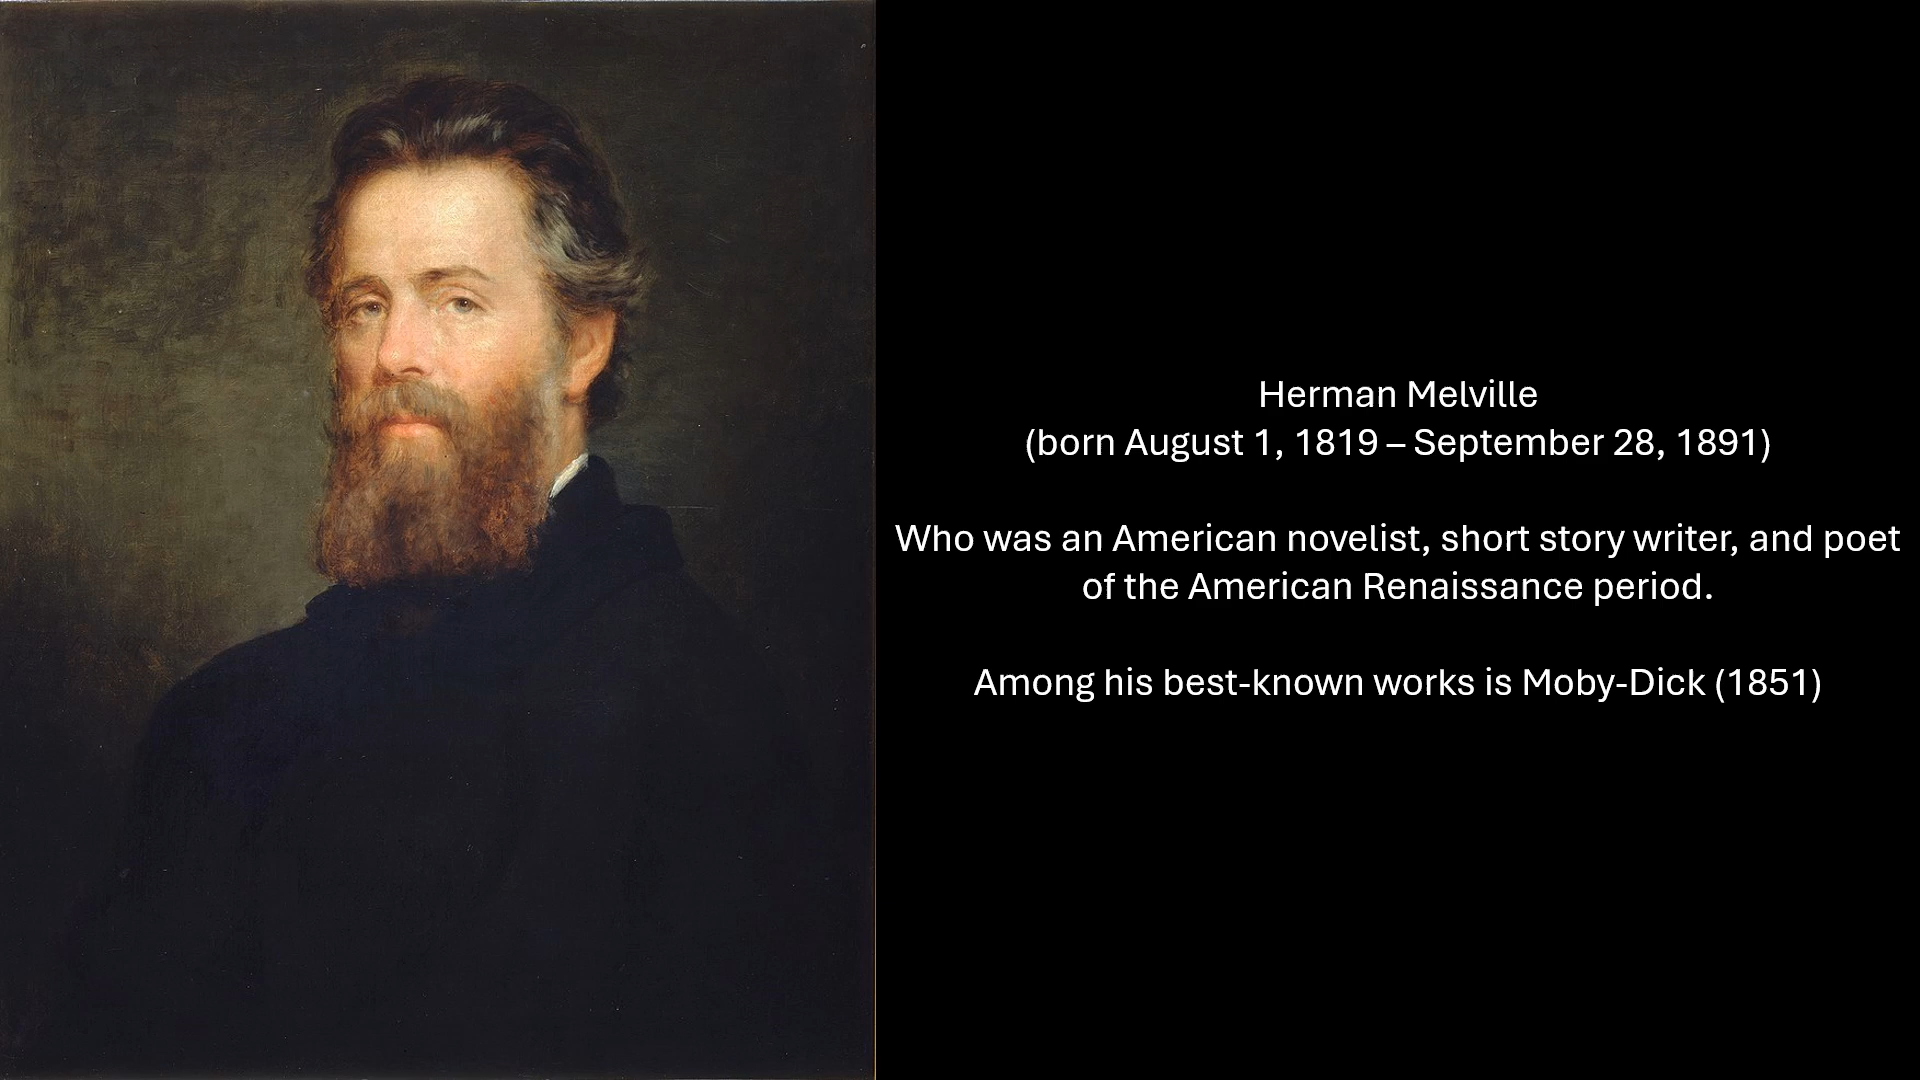 Herman Melville
(born August 1, 1819 – September 28, 1891)
Who was an American novelist, short story writer, and poet
of the American Renaissance period.
Among his best-known works is Moby-Dick (1851)